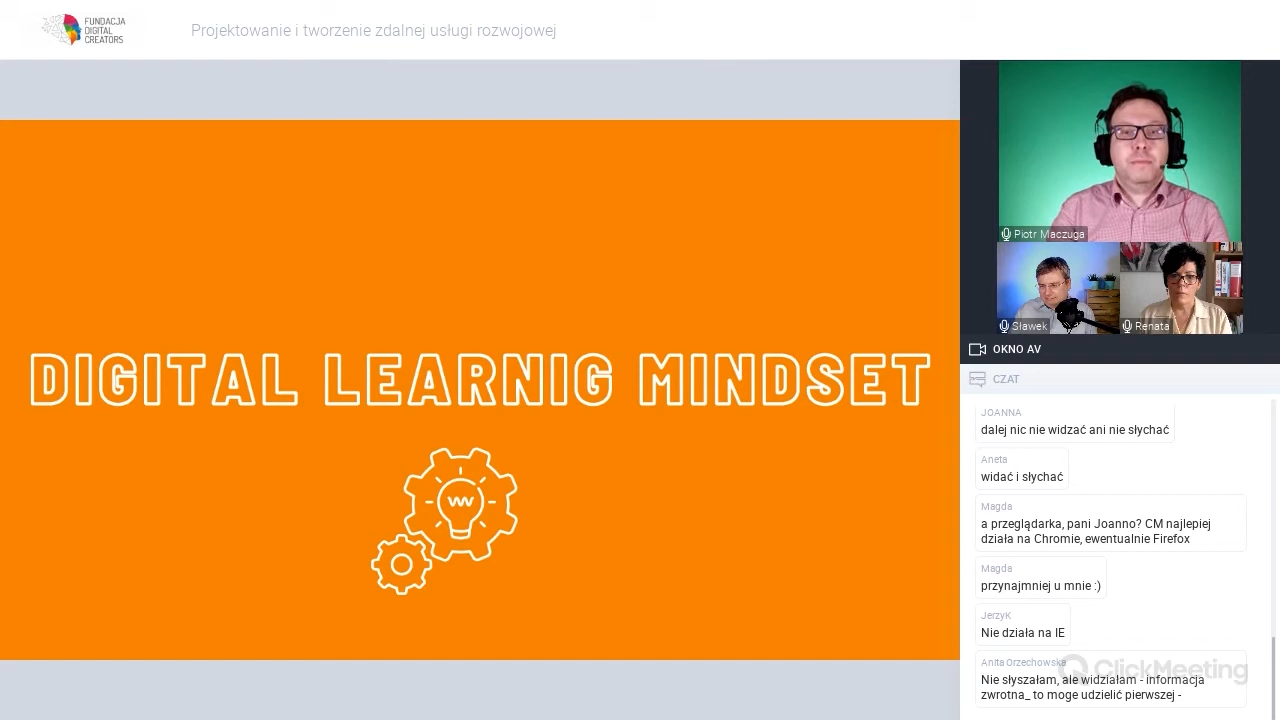 FUNDACJA
DIGITAL
CREATORS
Projektowanie i tworzenie zdalnej usługi rozwojowej
DIGITAL LEARNIG MINDSET
Piotr Maczuga
Sławek
Renata
OKNO AV
CZAT
JOANNA
dalej nic nie widzać ani nie słychać
Aneta
widać i słychać
Magda
a przeglądarka, pani Joanno? CM najlepiej
działa na Chromie, ewentualnie Firefox
Magda
przynajmniej u mnie :)
JerzyK
Nie działa na IE
Anita Orzechowska
ClickMeeting
Nie słyszałam, ale widziałam - informacja
zwrotna_ to moge udzielić pierwszej -